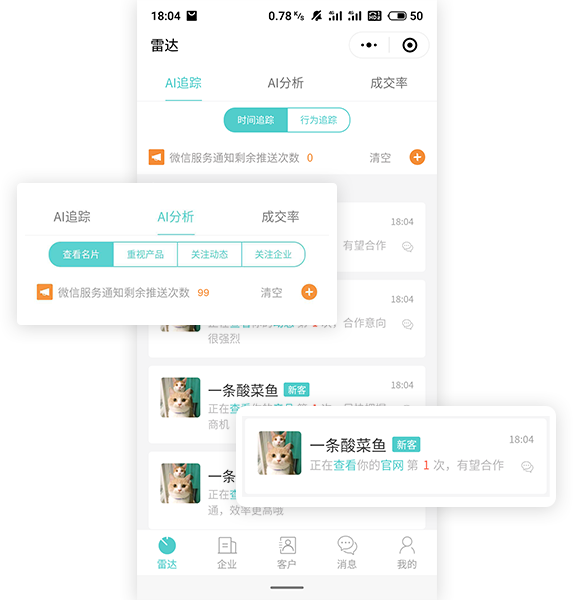 18:04 0.78 K/s 4G 4G HD 50
雷达
AI追踪 AI分析 成交率
时间追踪 行为追踪
微信服务通知剩余推送次数 0 清空
18:04
有望合作
AI追踪 AI分析 成交率
查看名片 重视产品 关注动态 关注企业
微信服务通知剩余推送次数 99 清空
18:04
次，合作意向
很强烈
一条酸菜鱼 新客 18:04
正在查看你的
商机
一条酸菜鱼 新客 18:04
正在查看你的官网 第 1 次，有望合作
一条
正在
通，效率更高哦
雷达 企业 客户 消息 我的